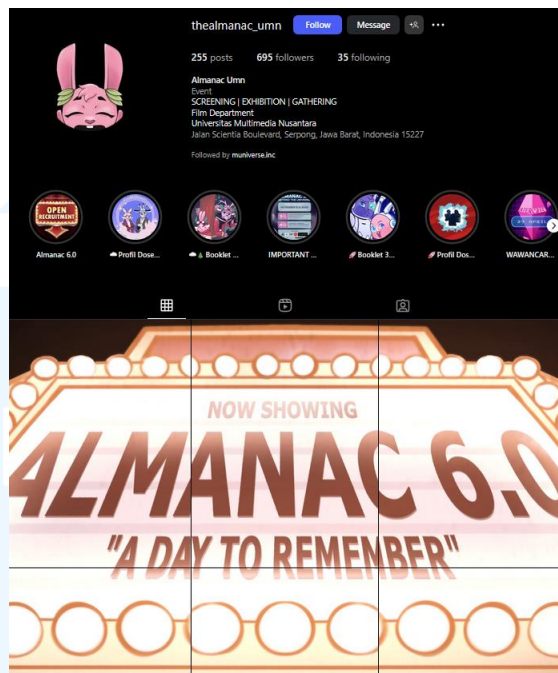 thealmanac_umn Follow Message
255 posts 695 followers 35 following
Almanac Umn
Event
SCREENING | EXHIBITION | GATHERING
Film Department
Universitas Multimedia Nusantara
Jalan Scientia Boulevard, Serpong, Jawa Barat, Indonesia 15227
Followed by muniverse.inc
OPEN
RECRUITMENT
Almanac 6.0 Profil Dose... Booklet ... IMPORTANT ... Booklet 3... Profil Dos... WAWANCAR...
NOW SHOWING
ALMANAC 6.0
"A DAY TO REMEMBER"